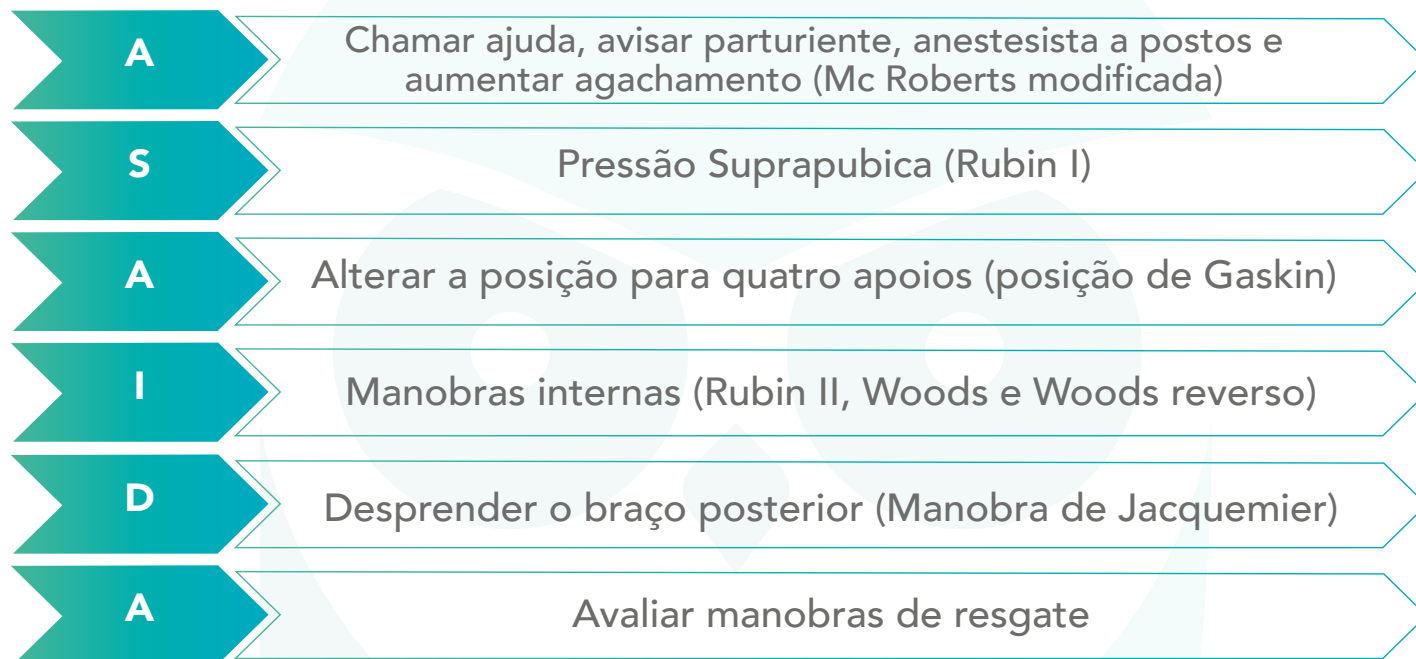 A
Chamar ajuda, avisar parturiente, anestesista a postos e
aumentar agachamento (Mc Roberts modificada)
S
Pressão Suprapubica (Rubin I)
A
Alterar a posição para quatro apoios (posição de Gaskin)
I
Manobras internas (Rubin II, Woods e Woods reverso)
D
Desprender o braço posterior (Manobra de Jacquemier)
A
Avaliar manobras de resgate